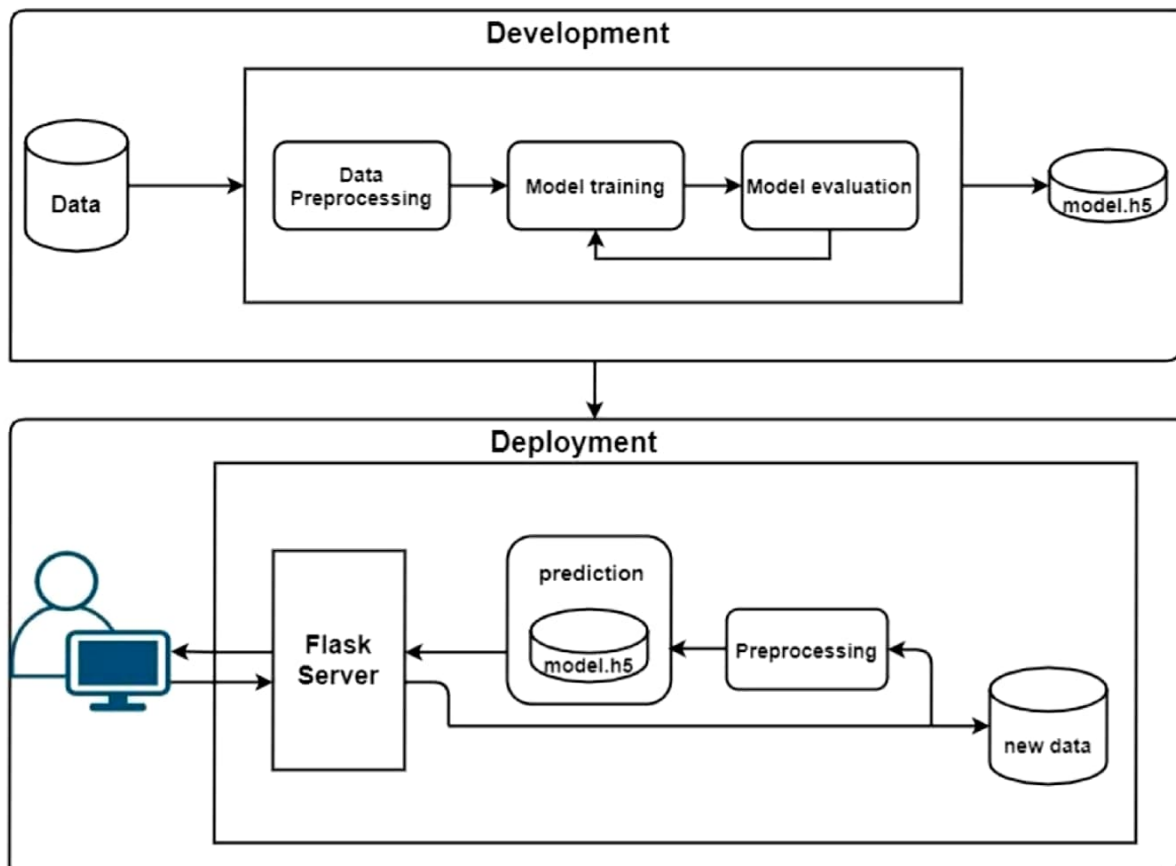 Development
Data
Data
Preprocessing
Model training
Model evaluation
model.h5
Deployment
Flask
Server
prediction
model.h5
Preprocessing
new data